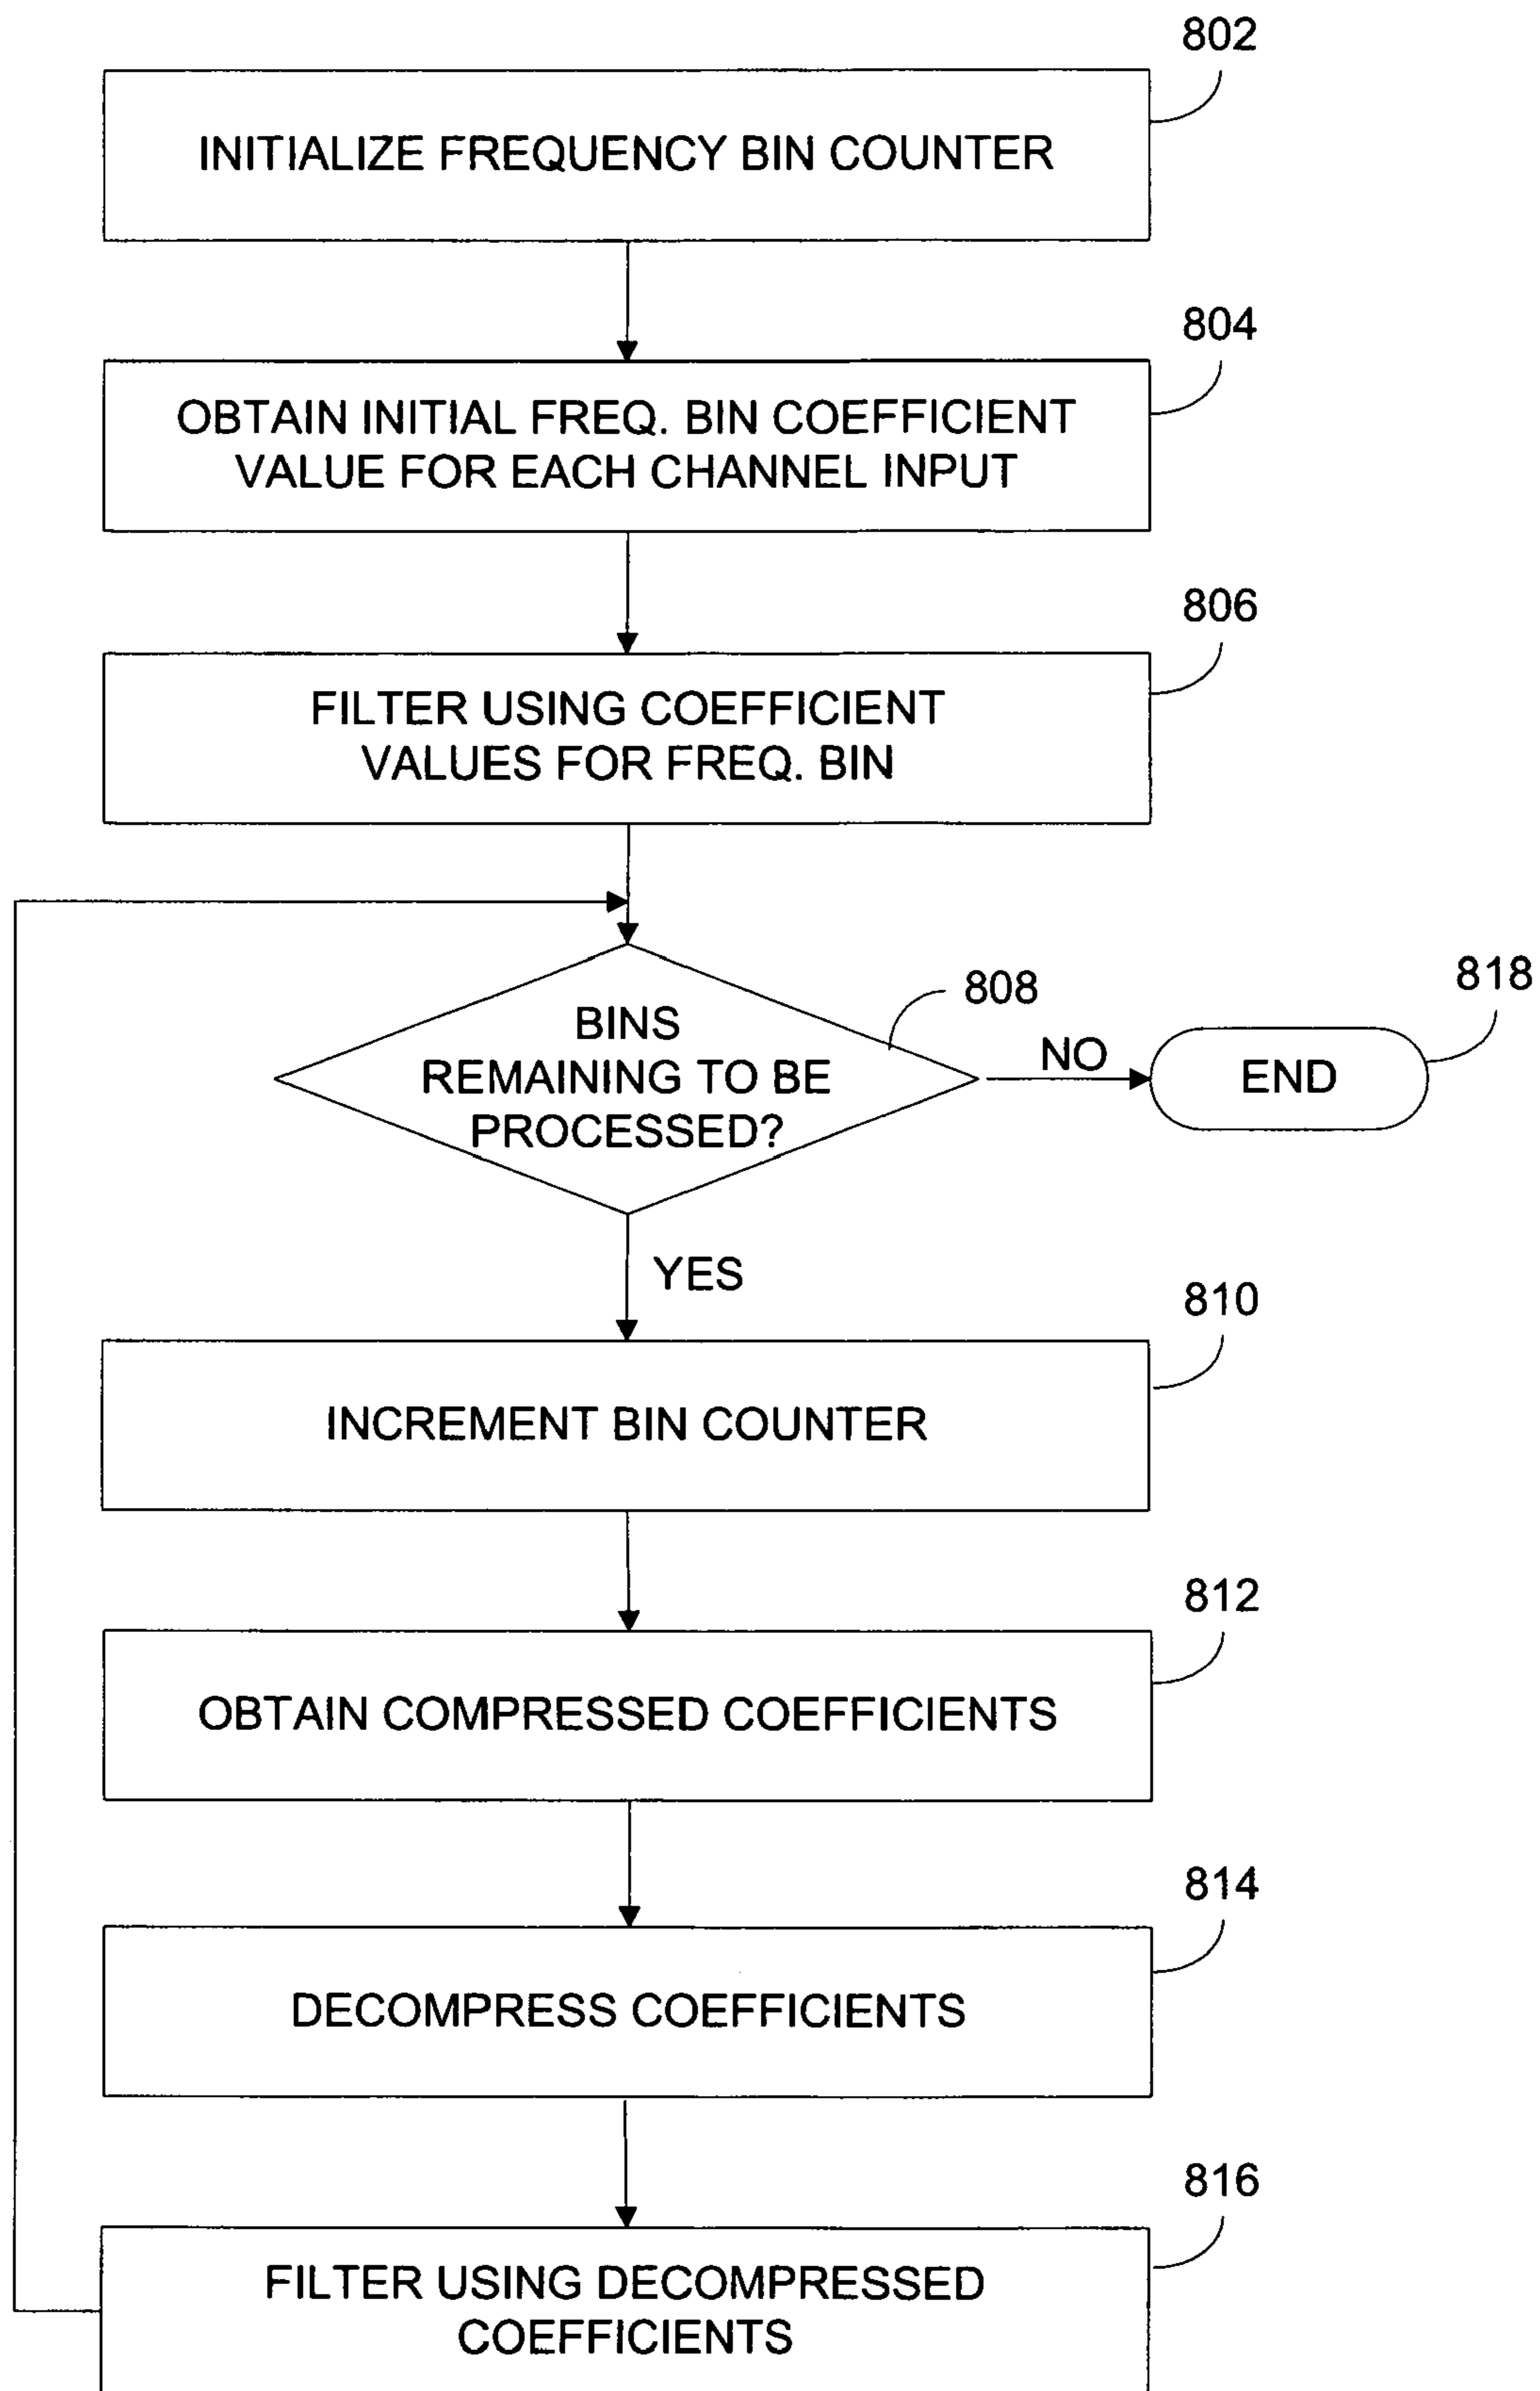 802
INITIALIZE FREQUENCY BIN COUNTER
804
OBTAIN INITIAL FREQ. BIN COEFFICIENT
VALUE FOR EACH CHANNEL INPUT
806
FILTER USING COEFFICIENT
VALUES FOR FREQ. BIN
808
BINS
REMAINING TO BE
PROCESSED?
NO
818
END
YES
810
INCREMENT BIN COUNTER
812
OBTAIN COMPRESSED COEFFICIENTS
814
DECOMPRESS COEFFICIENTS
816
FILTER USING DECOMPRESSED
COEFFICIENTS